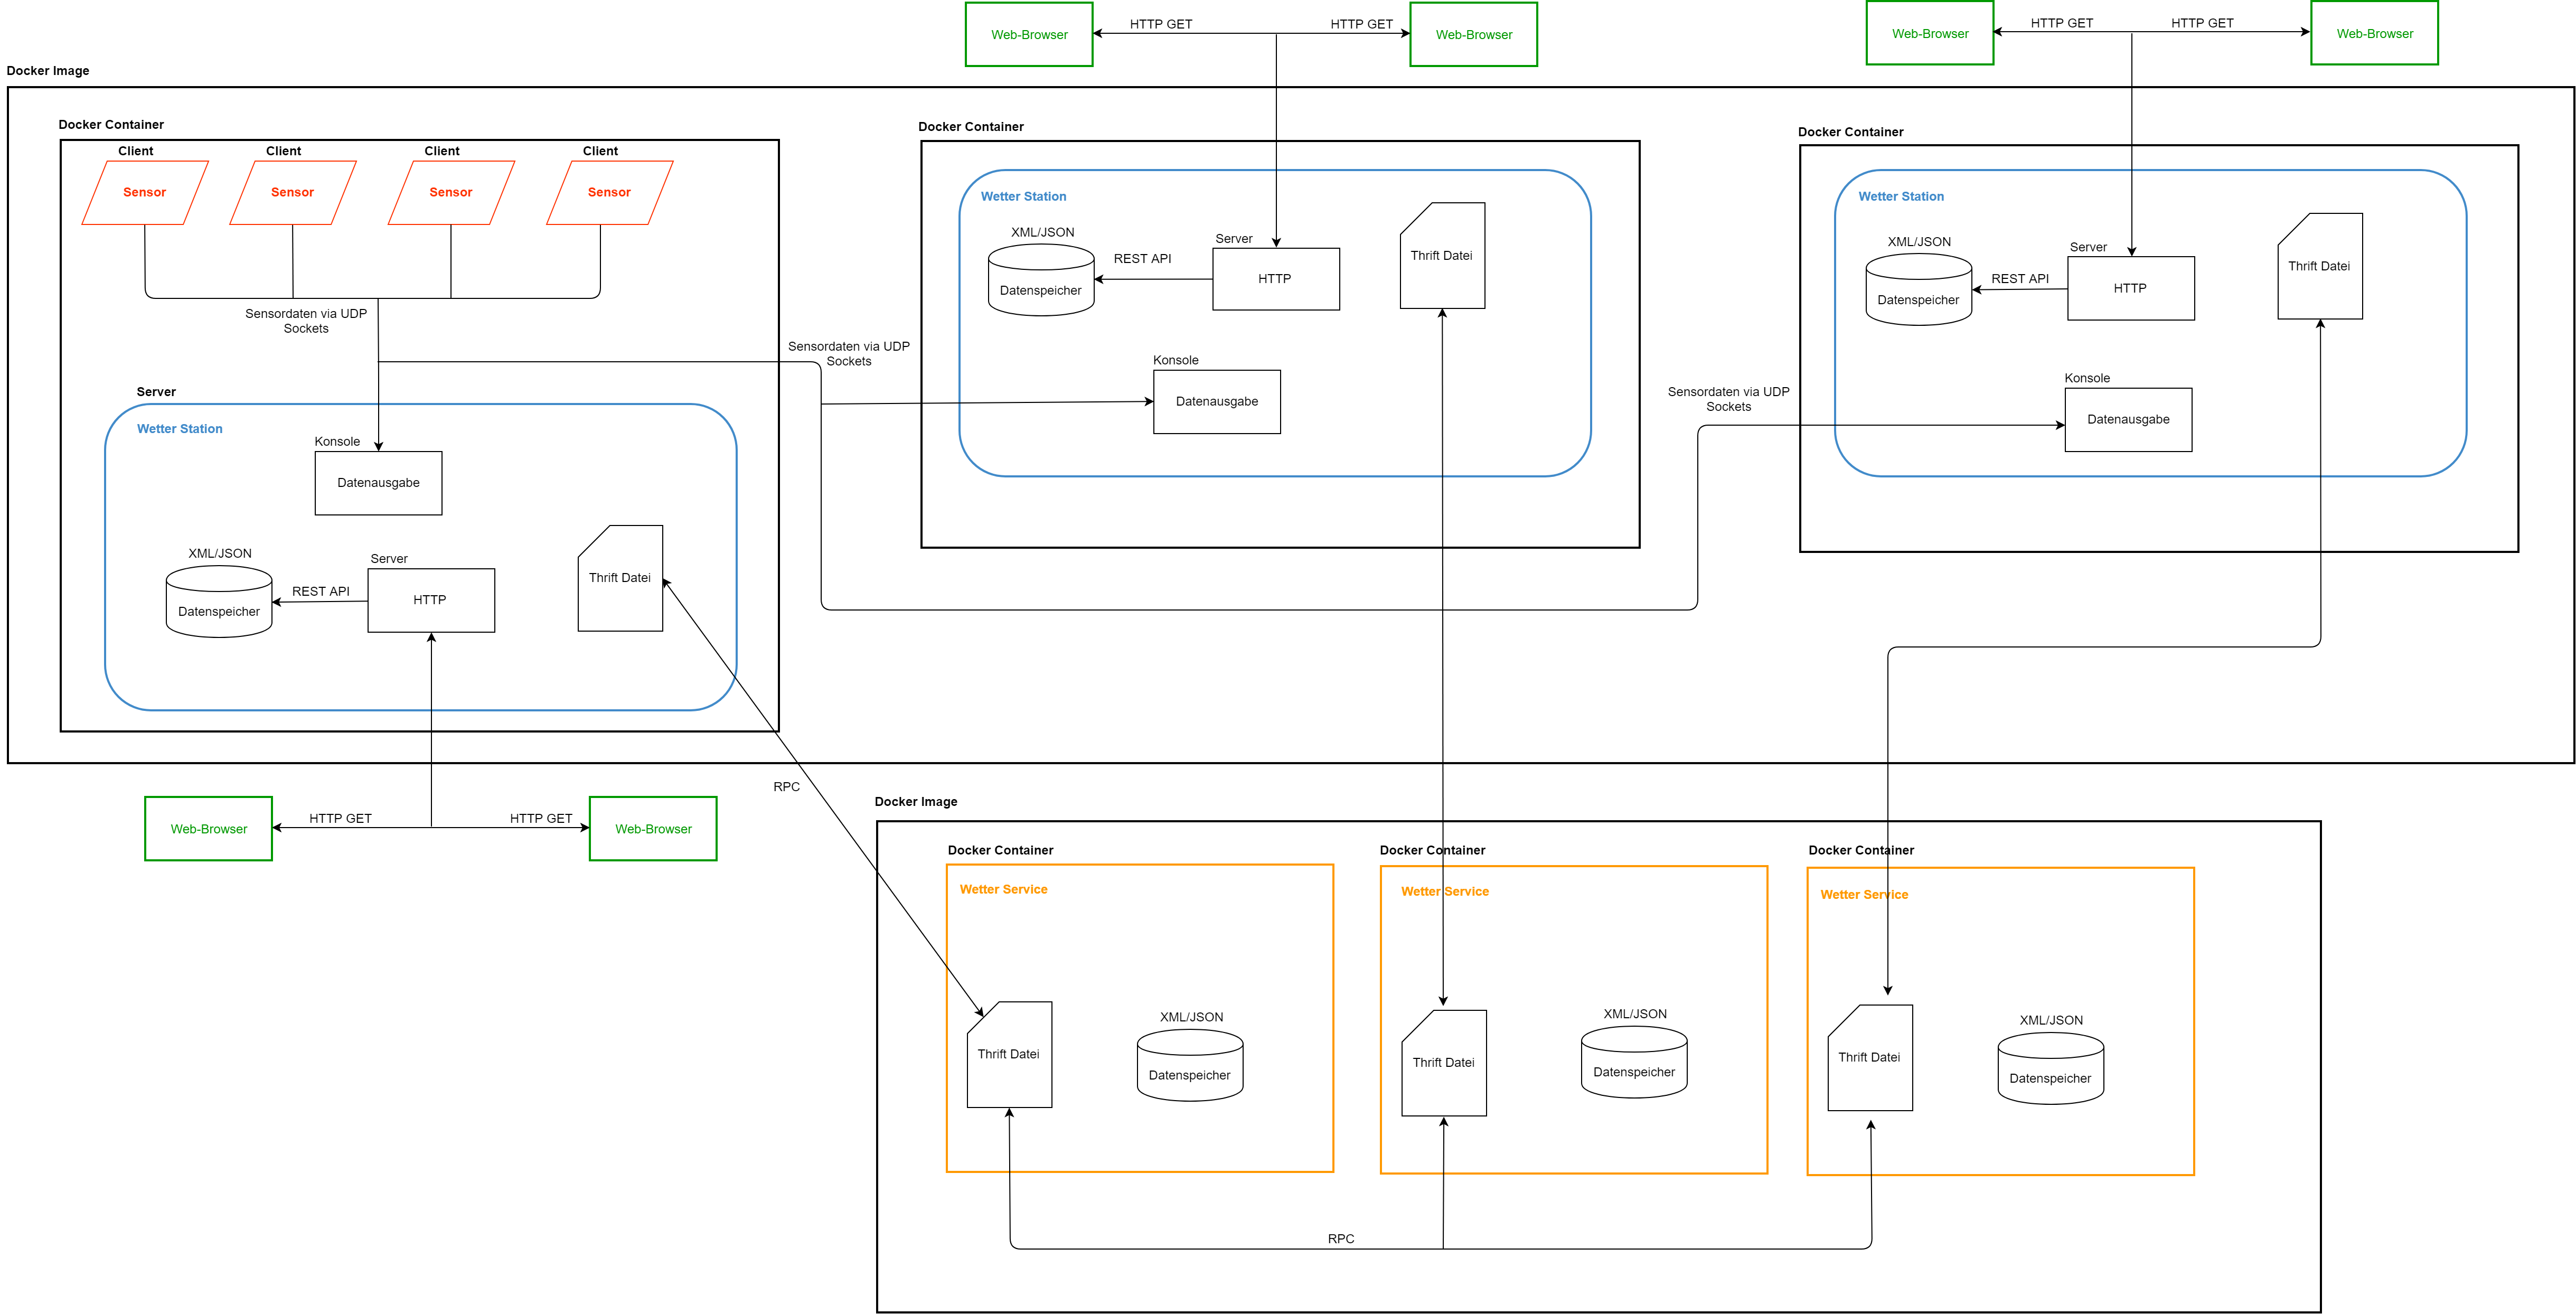 HTTP GET
HTTP GET
Web-Browser
Web-Browser
HTTP GET
HTTP GET
Web-Browser
Web-Browser
Docker Image
Docker Container
Client
Client
Client
Client
Sensor
Sensor
Sensor
Sensor
Sensordaten via UDP
Sockets
Server
Wetter Station
Konsole
Datenausgabe
XML/JSON
Datenspeicher
REST API
Server
HTTP
Thrift Datei
Sensordaten via UDP
Sockets
Docker Container
Wetter Station
XML/JSON
Datenspeicher
REST API
Server
HTTP
Thrift Datei
Konsole
Datenausgabe
Sensordaten via UDP
Sockets
Docker Container
Wetter Station
XML/JSON
Datenspeicher
REST API
Server
HTTP
Thrift Datei
Konsole
Datenausgabe
RPC
Web-Browser
HTTP GET
HTTP GET
Web-Browser
Docker Image
Docker Container
Wetter Service
Thrift Datei
XML/JSON
Datenspeicher
Docker Container
Wetter Service
Thrift Datei
XML/JSON
Datenspeicher
Docker Container
Wetter Service
Thrift Datei
XML/JSON
Datenspeicher
RPC